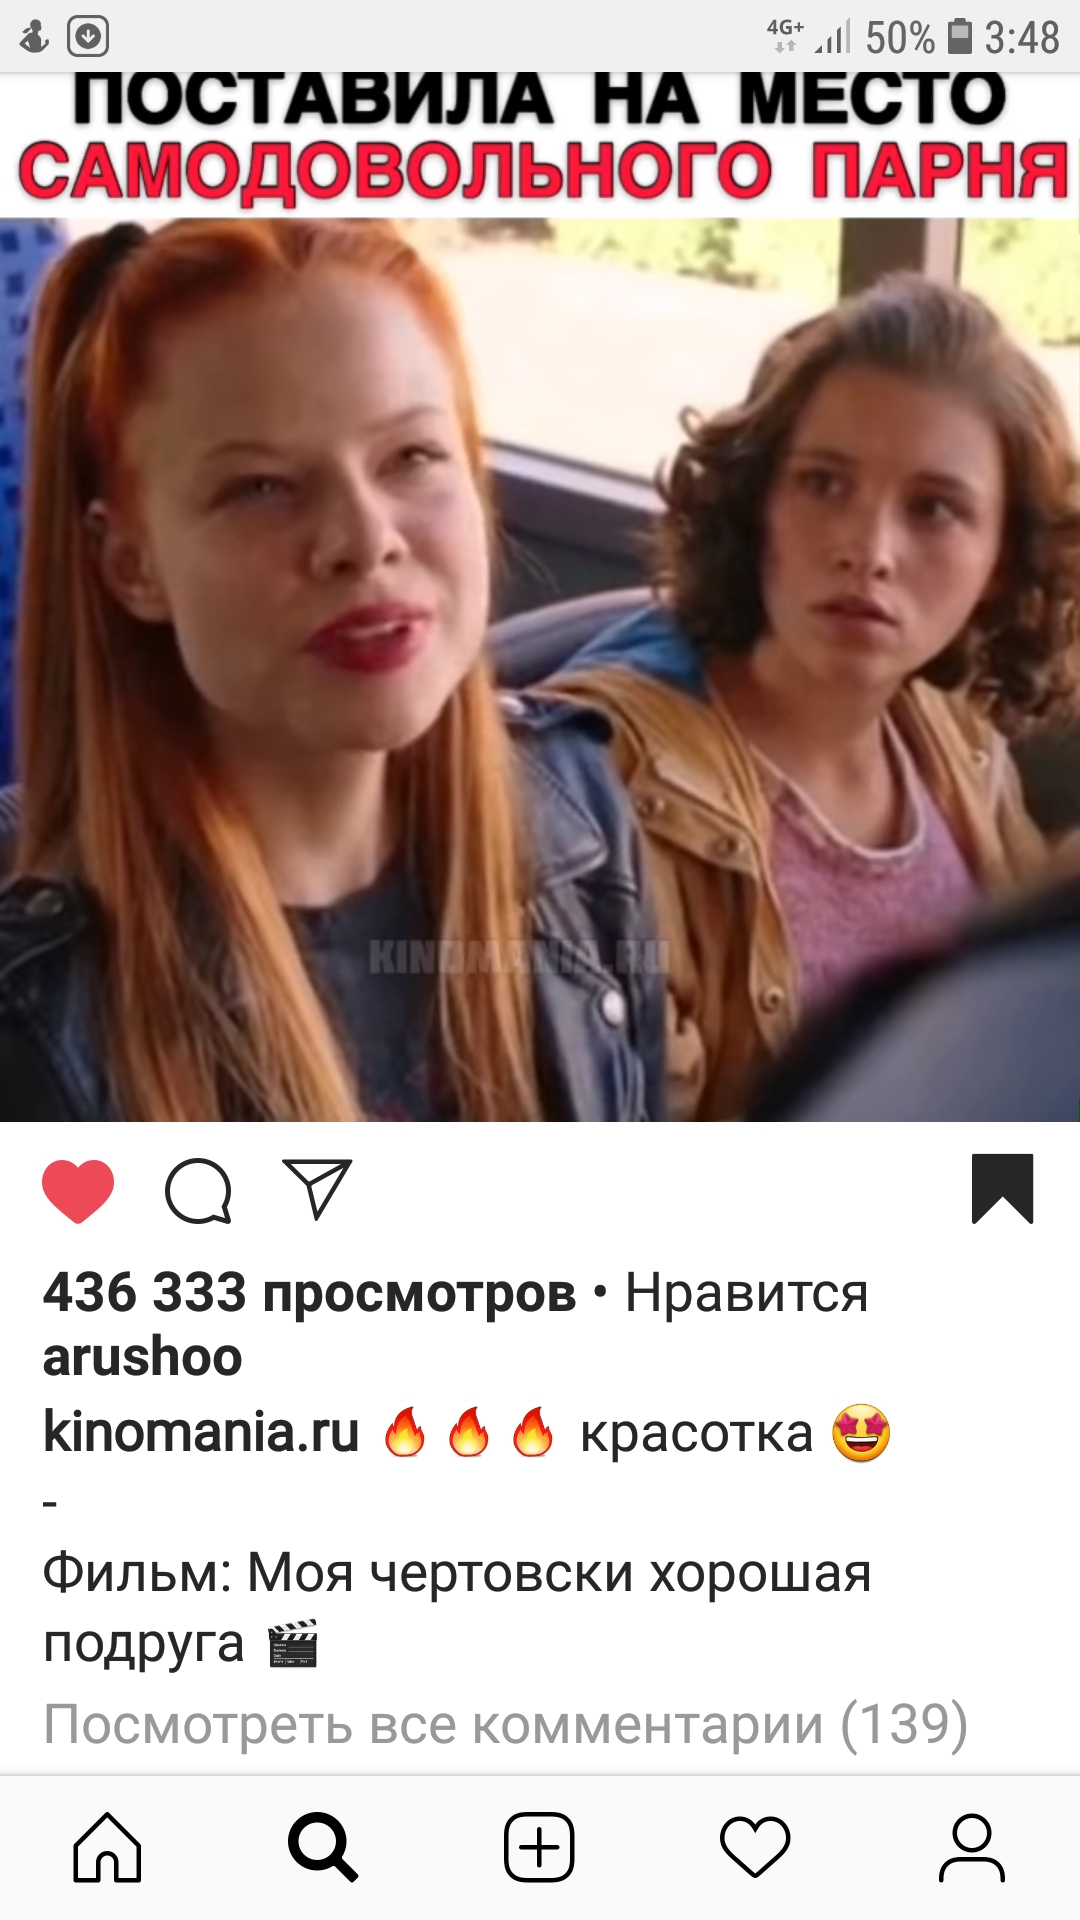 4G+ 50% 3:48
ПОСТАВИЛА НА МЕСТО
САМОДОВОЛЬНОГО ПАРНЯ
KINOMANIA.RU
436 333 просмотров • Нравится
arushoo
kinomania.ru 🔥🔥🔥 красотка 🤩
-
Фильм: Моя чертовски хорошая
подруга 🎬
Посмотреть все комментарии (139)